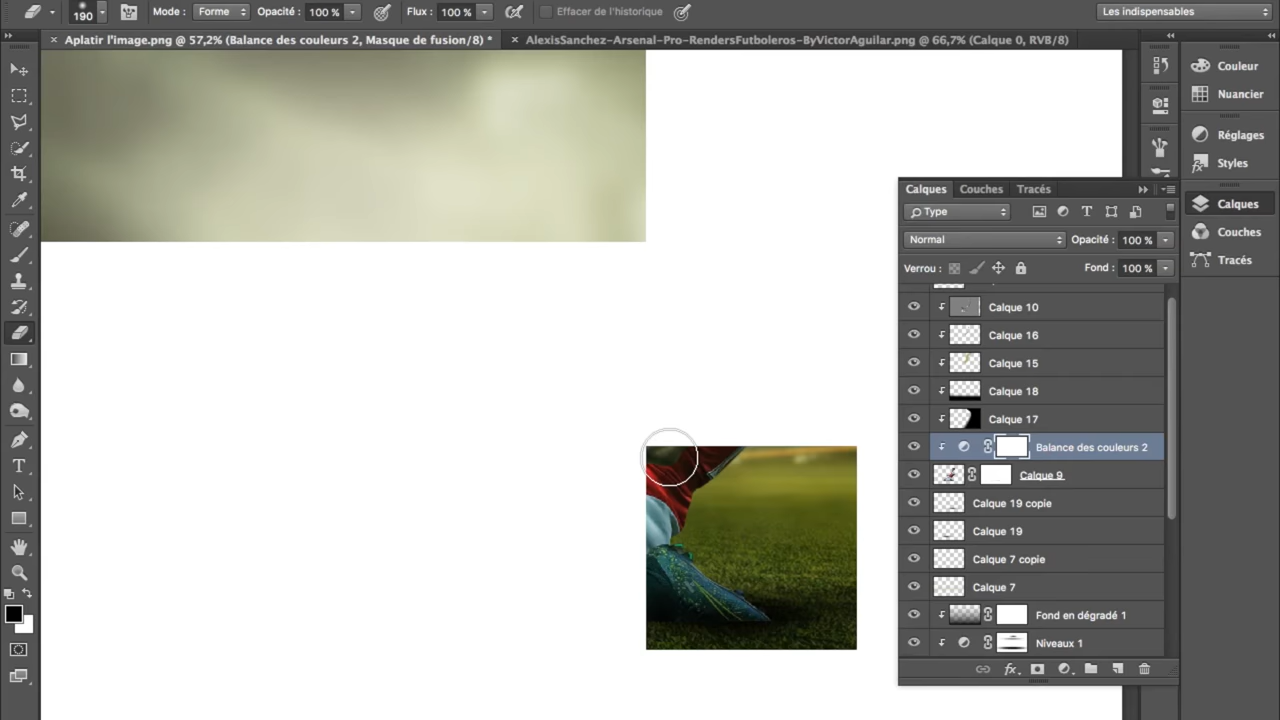 190 Mode : Forme Opacité : 100 % Flux : 100 % Effacer de l'historique Les indispensables
Aplatir l'image.png @ 57,2% (Balance des couleurs 2, Masque de fusion/8) * AlexisSanchez-Arsenal-Pro-RendersFutboleros-ByVictorAguilar.png @ 66,7% (Calque 0, RVB/8)
Couleur
Nuancier
Réglages
Styles
Calques
Couches
Tracés
Calques Couches Tracés
Type
Normal Opacité : 100 %
Verrou : Fond : 100 %
Calque 10
Calque 16
Calque 15
Calque 18
Calque 17
Balance des couleurs 2
Calque 9
Calque 19 copie
Calque 19
Calque 7 copie
Calque 7
Fond en dégradé 1
Niveaux 1
fx